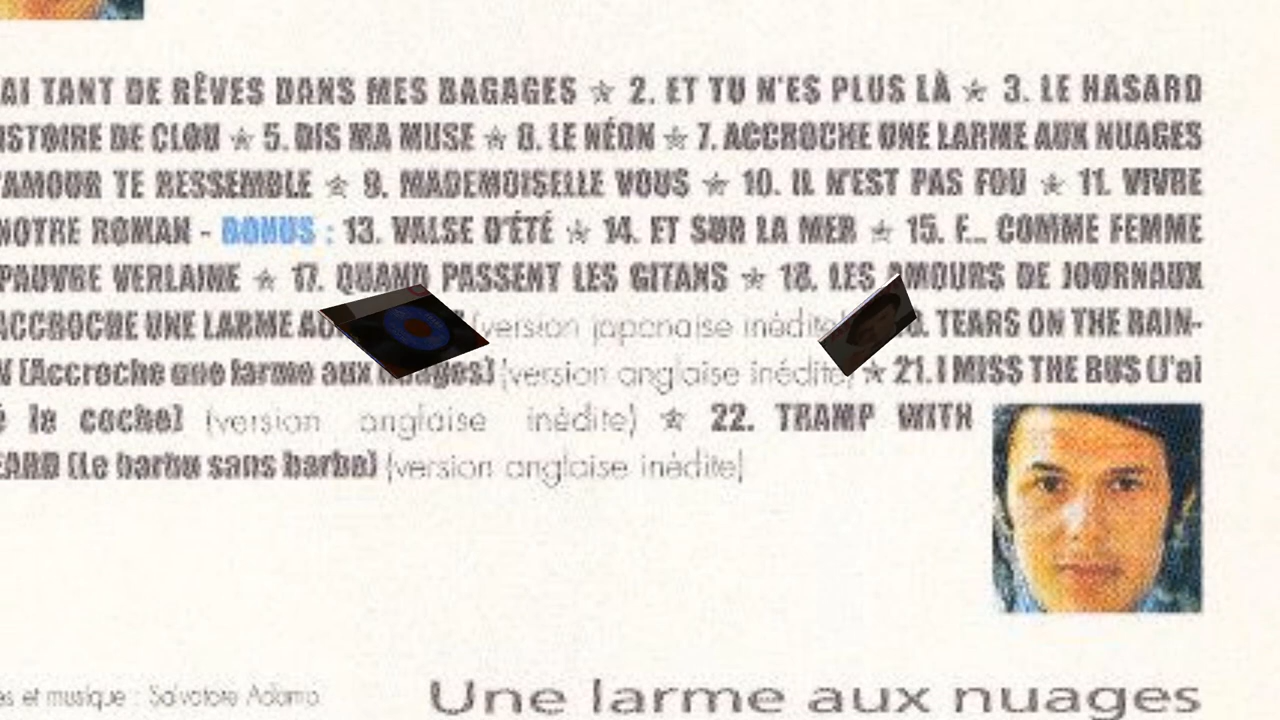 AI TANT DE RÊVES DANS MES BAGAGES ★ 2. ET TU N'ES PLUS LÀ ★ 3. LE HASARD
ISTOIRE DE CLOU ★ 5. DIS MA MUSE ★ 6. LE NÉON ★ 7. ACCROCHE UNE LARME AUX NUAGES
'AMOUR TE RESSEMBLE ★ 9. MADEMOISELLE VOUS ★ 10. IL N'EST PAS FOU ★ 11. VIVRE
NOTRE ROMAN - BONUS : 13. VALSE D'ÉTÉ ★ 14. ET SUR LA MER ★ 15. F... COMME FEMME
PAUVRE VERLAINE ★ 17. QUAND PASSENT LES GITANS ★ 18. LES AMOURS DE JOURNAUX
ACCROCHE UNE LARME (version japonaise inédite) TEARS ON THE RAIN-
N (Accroche une larme aux nuages) (version anglaise inédite) ★ 21. I MISS THE BUS (J'ai
é le coche) (version anglaise inédite) ★ 22. TRAMP WITH
EARD (Le barbu sans barbe) (version anglaise inédite)
es et musique : Salvatore Adamo
Une larme aux nuages